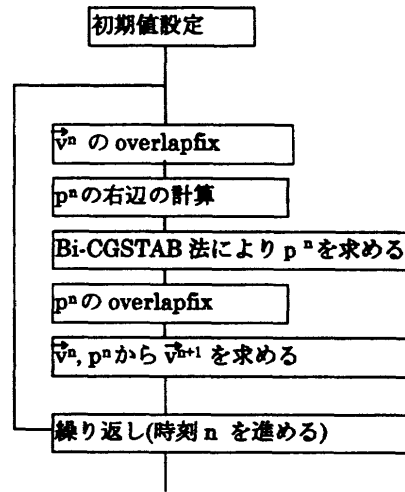 初期値設定
v⃗ⁿ の overlapfix
pⁿの右辺の計算
Bi-CGSTAB 法により p ⁿを求める
pⁿの overlapfix
v⃗ⁿ, pⁿから v⃗ⁿ⁺¹ を求める
繰り返し(時刻 n を進める)